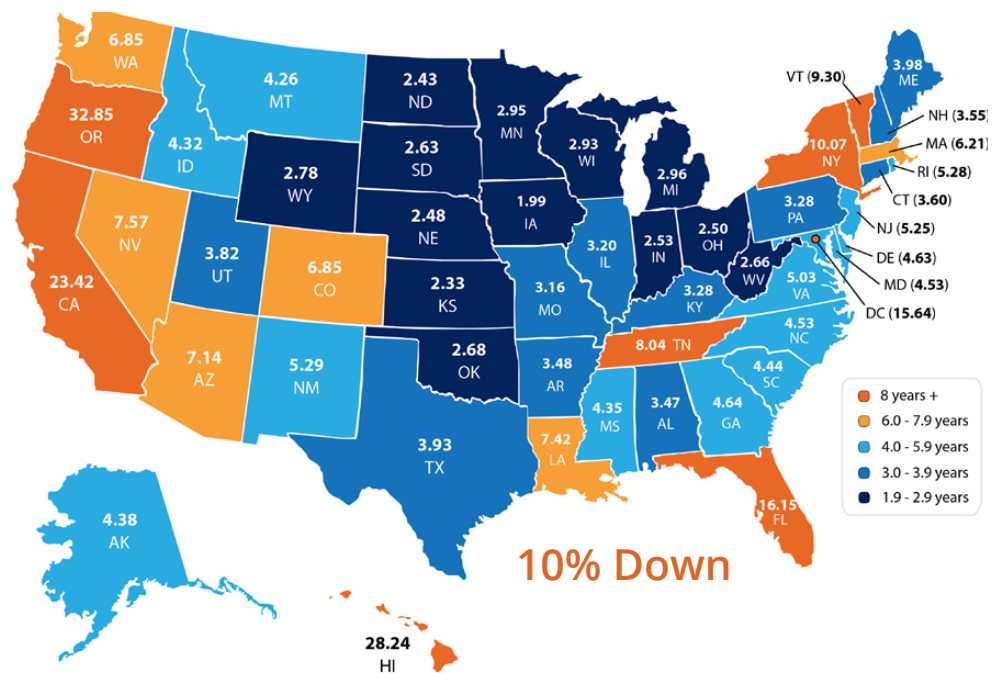 6.85
WA
32.85
OR
23.42
CA
7.57
NV
4.32
ID
4.26
MT
2.78
WY
3.82
UT
6.85
CO
7.14
AZ
5.29
NM
2.43
ND
2.63
SD
2.48
NE
2.33
KS
2.68
OK
3.93
TX
2.95
MN
1.99
IA
3.16
MO
3.48
AR
7.42
LA
2.93
WI
3.20
IL
2.96
MI
2.53
IN
2.50
OH
3.28
KY
8.04 TN
4.35
MS
3.47
AL
4.64
GA
16.15
FL
4.44
SC
4.53
NC
5.03
VA
2.66
WV
3.28
PA
10.07
NY
3.98
ME
VT (9.30)
NH (3.55)
MA (6.21)
RI (5.28)
CT (3.60)
NJ (5.25)
DE (4.63)
MD (4.53)
DC (15.64)
8 years +
6.0 - 7.9 years
4.0 - 5.9 years
3.0 - 3.9 years
1.9 - 2.9 years
4.38
AK
28.24
HI
10% Down